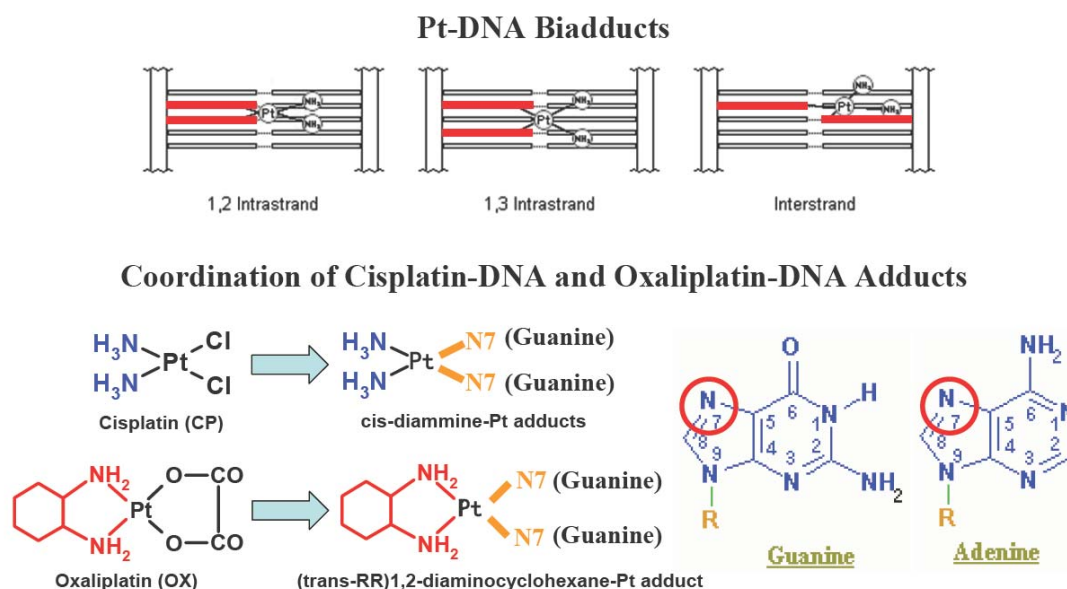 Pt-DNA Biadducts
Pt NH3 NH3
Pt NH3 NH3
Pt NH3 NH3
1,2 Intrastrand
1,3 Intrastrand
Interstrand
Coordination of Cisplatin-DNA and Oxaliplatin-DNA Adducts
H3N H3N Pt Cl Cl
Cisplatin (CP)
H3N H3N Pt N7 (Guanine)
N7 (Guanine)
cis-diammine-Pt adducts
NH2 NH2 Pt O O CO CO
Oxaliplatin (OX)
NH2 NH2 Pt N7 (Guanine)
N7 (Guanine)
(trans-RR)1,2-diaminocyclohexane-Pt adduct
O
N 7 6 N H
5 1
8 4 2
9 3
N N NH2
R
Guanine
NH2
N 7 6 N
5 1
8 4 2
9 3
N N
R
Adenine